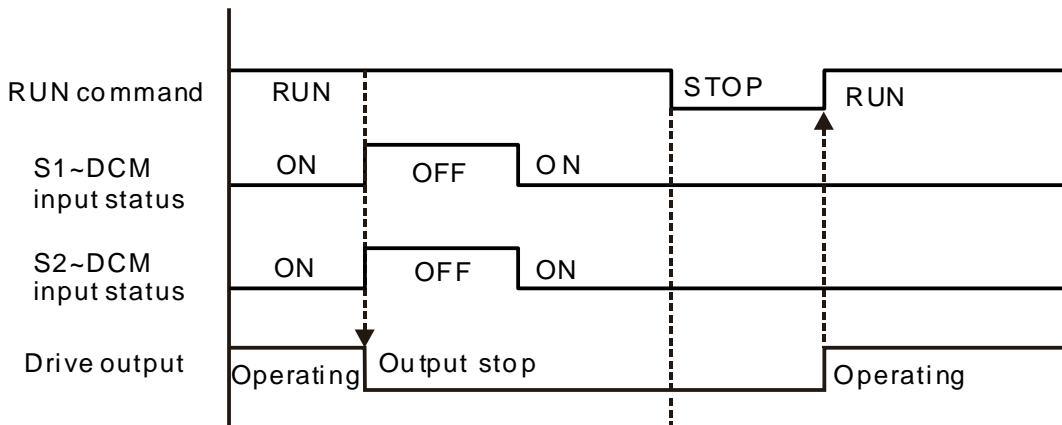 RUN command
RUN
STOP
RUN
S1~DCM
input status
ON
OFF
ON
S2~DCM
input status
ON
OFF
ON
Drive output
Operating
Output stop
Operating